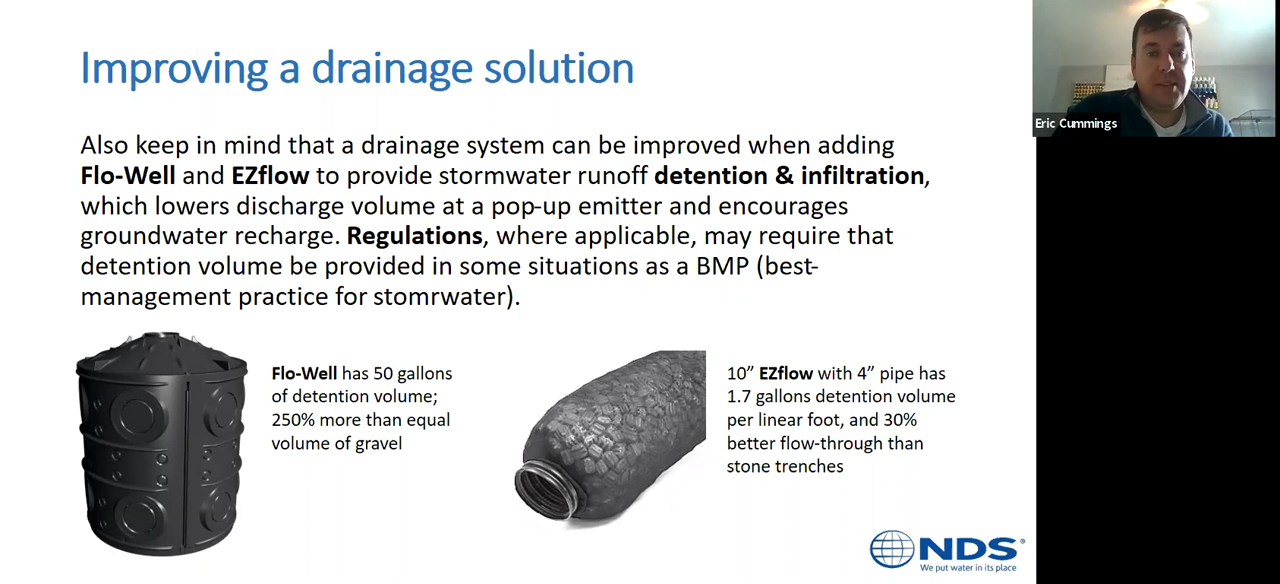 Improving a drainage solution
Also keep in mind that a drainage system can be improved when adding
Flo-Well and EZflow to provide stormwater runoff detention & infiltration,
which lowers discharge volume at a pop-up emitter and encourages
groundwater recharge. Regulations, where applicable, may require that
detention volume be provided in some situations as a BMP (best-
management practice for stomrwater).
Flo-Well has 50 gallons
of detention volume;
250% more than equal
volume of gravel
10” EZflow with 4” pipe has
1.7 gallons detention volume
per linear foot, and 30%
better flow-through than
stone trenches
NDS®
We put water in its place
Eric Cummings